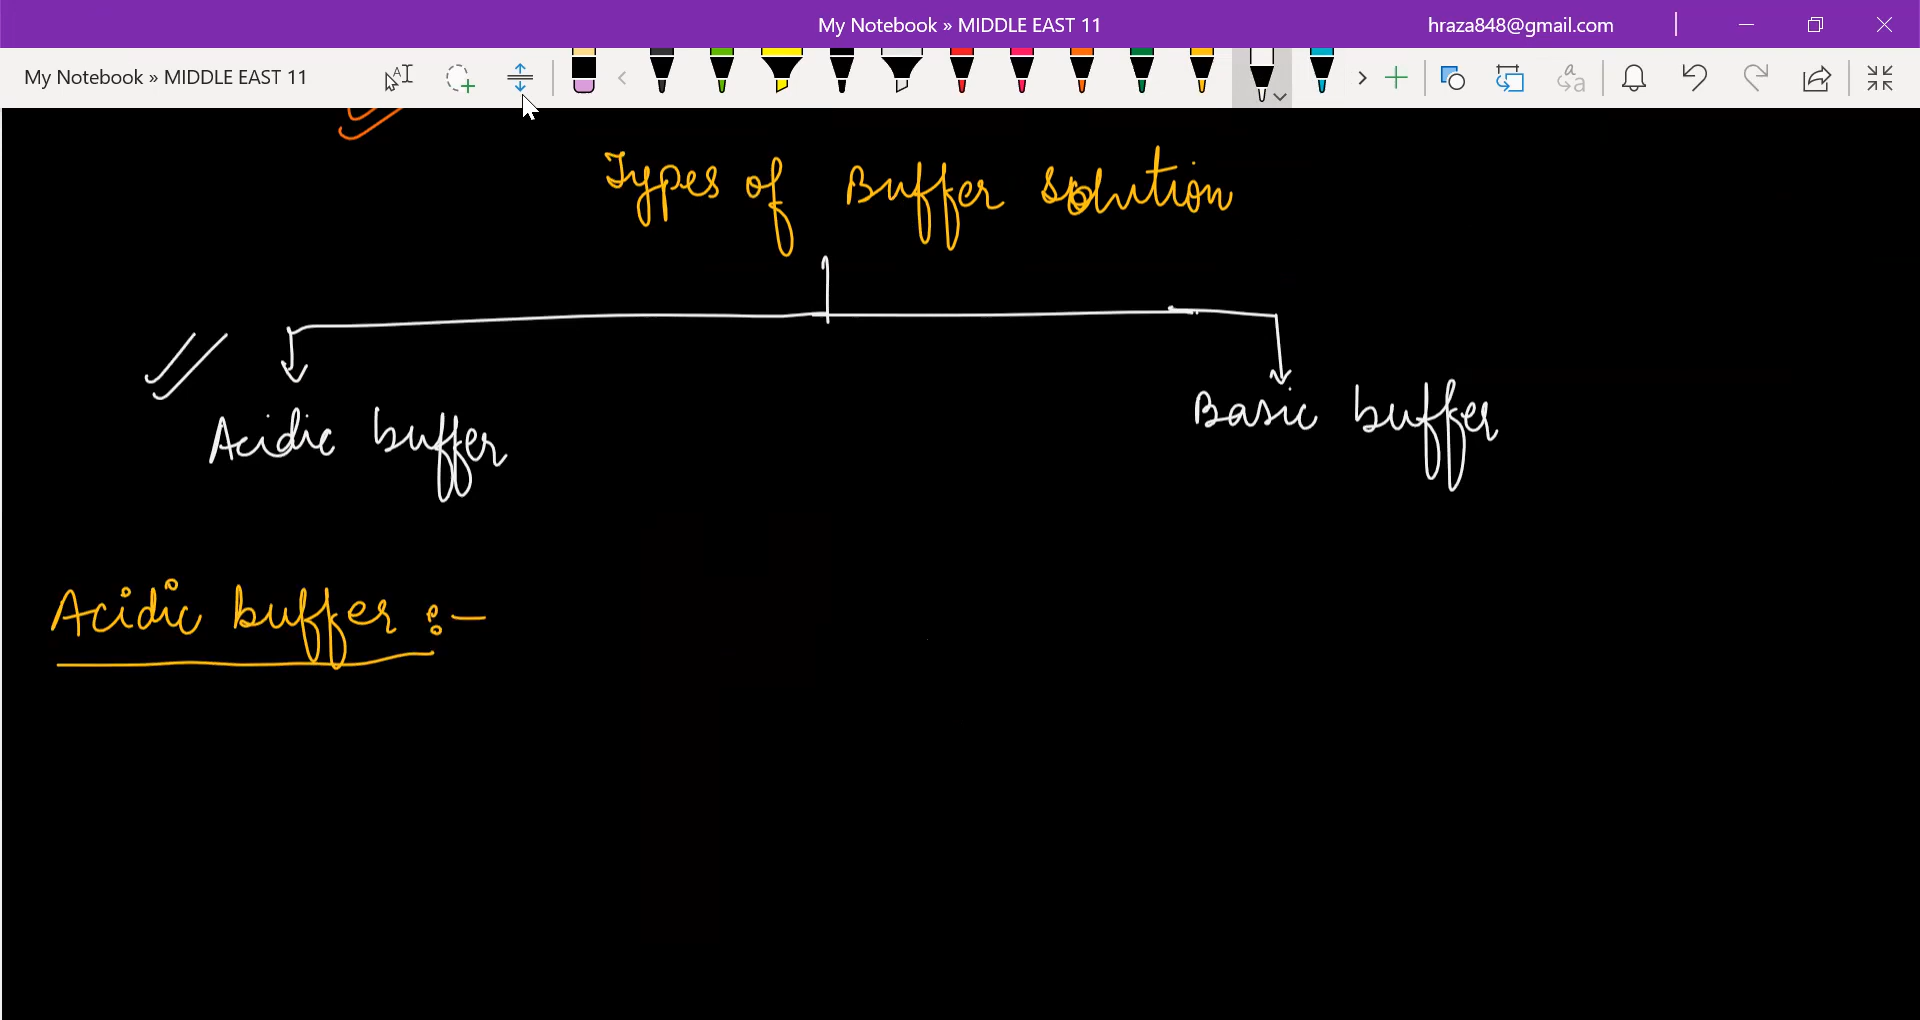 My Notebook » MIDDLE EAST 11
hraza848@gmail.com
My Notebook » MIDDLE EAST 11
Types of Buffer solution
Acidic buffer
Basic buffer
Acidic buffer :-